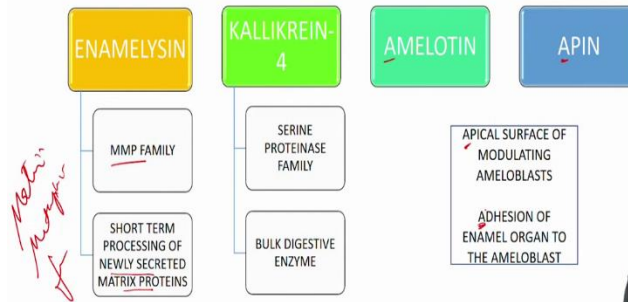 ENAMELYSIN
KALLIKREIN-
4
AMELOTIN
APIN
MMP FAMILY
SHORT TERM
PROCESSING OF
NEWLY SECRETED
MATRIX PROTEINS
SERINE
PROTEINASE
FAMILY
BULK DIGESTIVE
ENZYME
APICAL SURFACE OF
MODULATING
AMELOBLASTS
ADHESION OF
ENAMEL ORGAN TO
THE AMELOBLAST